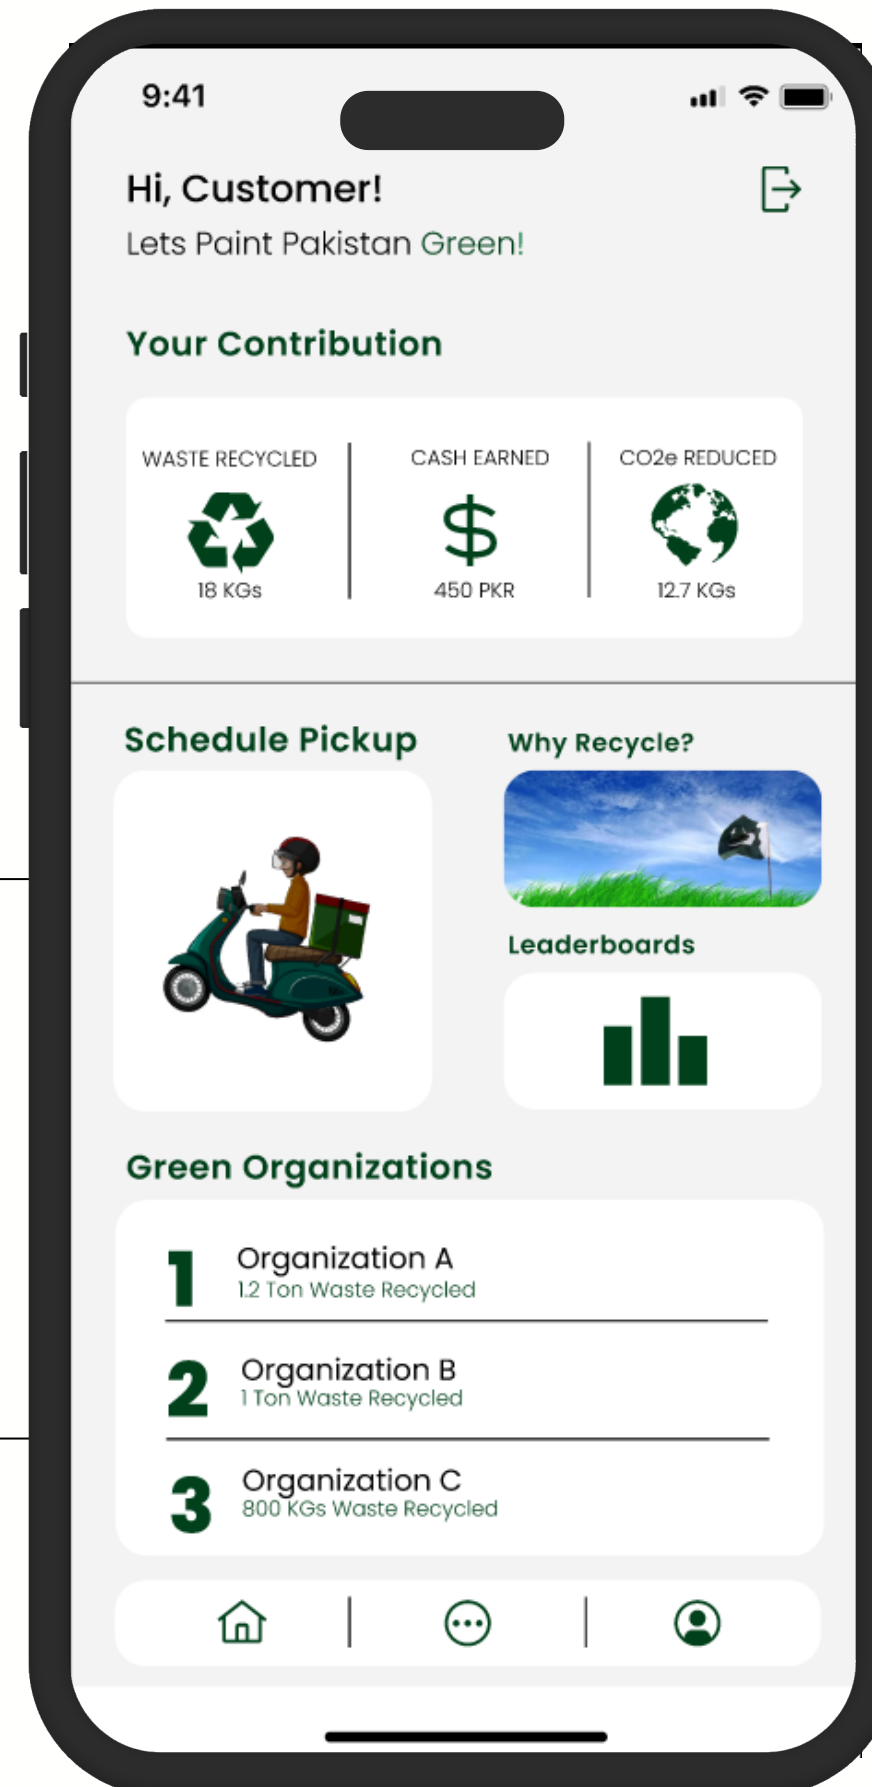 9:41
Hi, Customer!
Lets Paint Pakistan Green!
Your Contribution
WASTE RECYCLED
18 KGs
CASH EARNED
$
450 PKR
CO2e REDUCED
12.7 KGs
Schedule Pickup
Why Recycle?
Leaderboards
Green Organizations
1
Organization A
1.2 Ton Waste Recycled
2
Organization B
1 Ton Waste Recycled
3
Organization C
800 KGs Waste Recycled